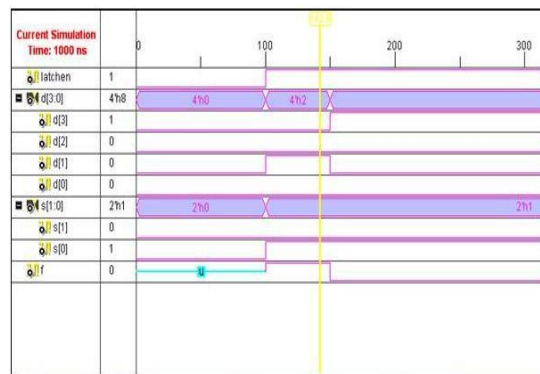 Current Simulation
Time: 1000 ns
0 100 200 300
latchen 1
d[3:0] 4'h8 4'h0 4'h2
d[3] 1
d[2] 0
d[1] 0
d[0] 0
s[1:0] 2'h1 2'h0 2'h1
s[1] 0
s[0] 1
f 0 U